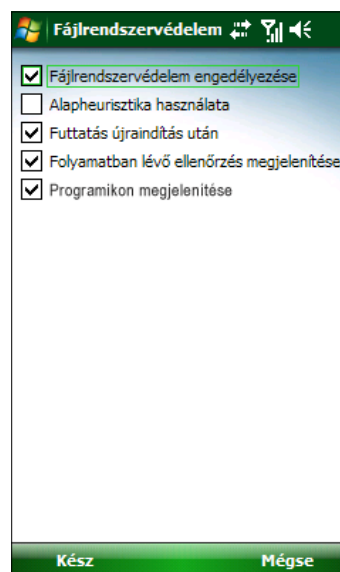 Fájlrendszervédelem
Fájlrendszervédelem engedélyezése
Alapheurisztika használata
Futtatás újraindítás után
Folyamatban lévő ellenőrzés megjelenítése
Programikon megjelenítése
Kész Mégse